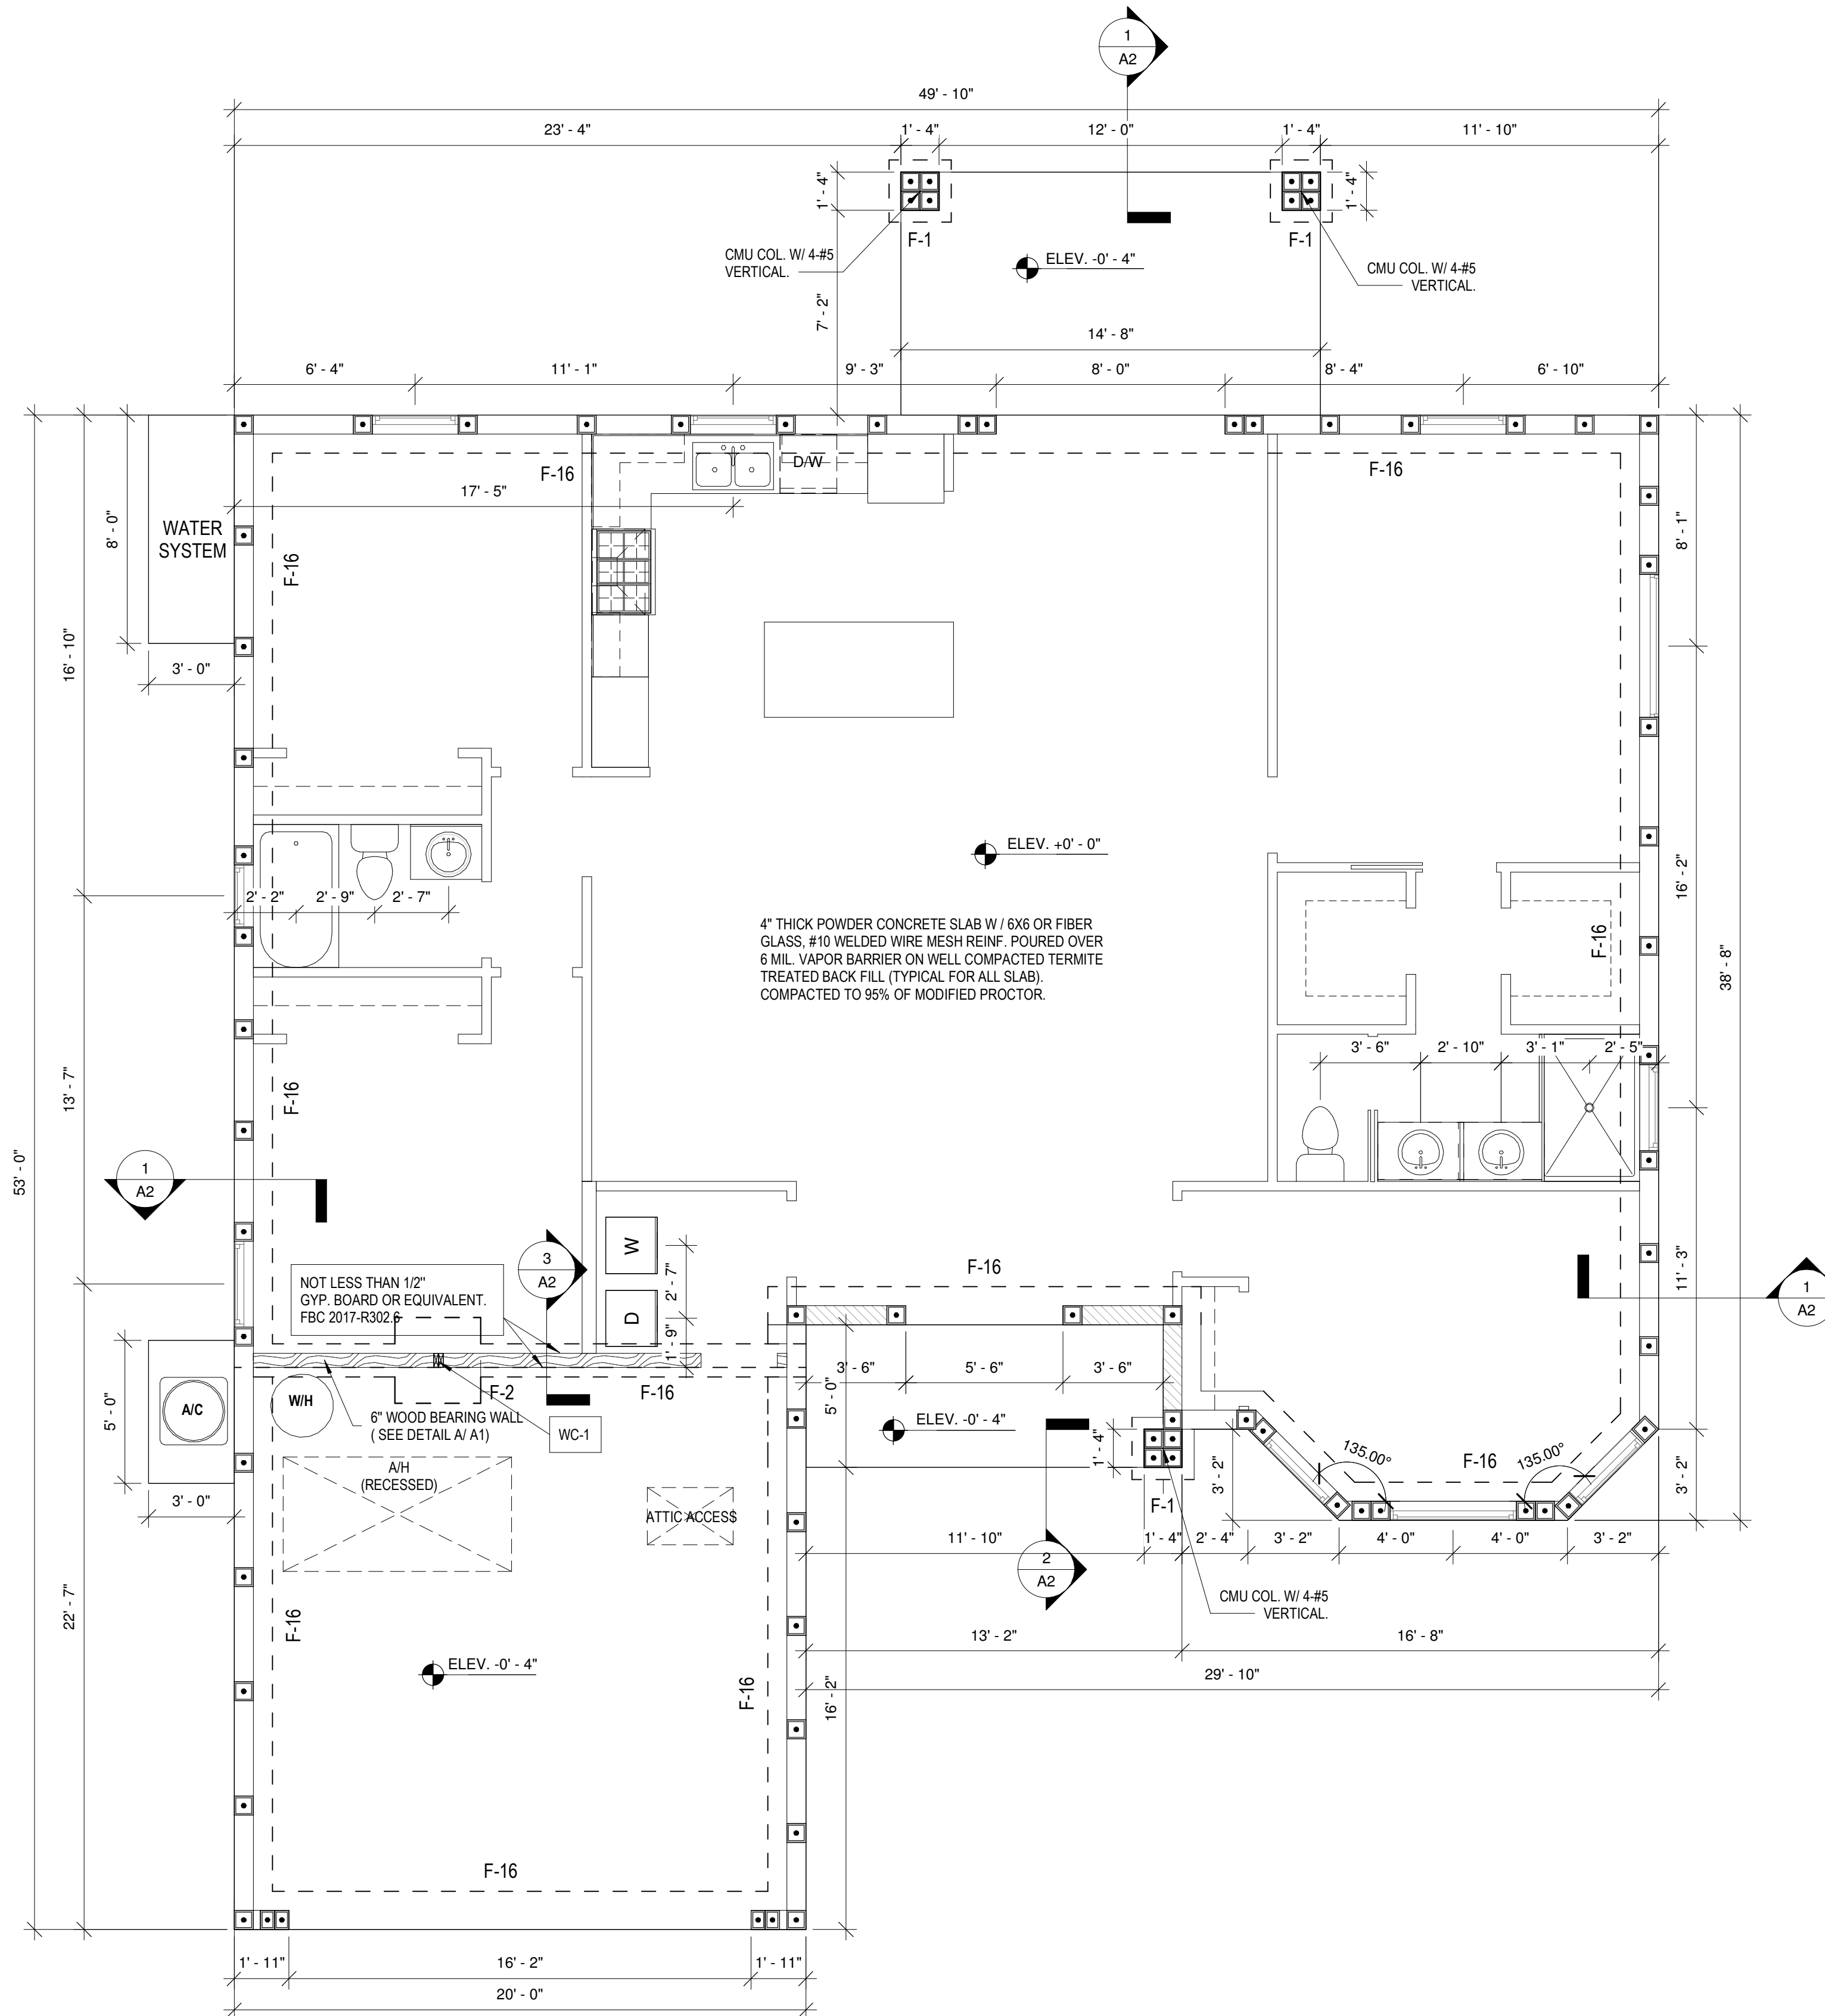 1
A2
49' - 10"
23' - 4"
1' - 4"
12' - 0"
1' - 4"
11' - 10"
1' - 4"
1' - 4"
F-1
F-1
CMU COL. W/ 4-#5
VERTICAL.
ELEV. -0' - 4"
CMU COL. W/ 4-#5
VERTICAL.
7' - 2"
14' - 8"
6' - 4"
11' - 1"
9' - 3"
8' - 0"
8' - 4"
6' - 10"
F-16
D/W
F-16
17' - 5"
8' - 0"
WATER
SYSTEM
F-16
8' - 1"
16' - 10"
3' - 0"
ELEV. +0' - 0"
2' - 2"
2' - 9"
2' - 7"
16' - 2"
4" THICK POWDER CONCRETE SLAB W / 6X6 OR FIBER
GLASS, #10 WELDED WIRE MESH REINF. POURED OVER
6 MIL. VAPOR BARRIER ON WELL COMPACTED TERMITE
TREATED BACK FILL (TYPICAL FOR ALL SLAB).
COMPACTED TO 95% OF MODIFIED PROCTOR.
F-16
38' - 8"
3' - 6"
2' - 10"
3' - 1"
2' - 5"
13' - 7"
F-16
53' - 0"
1
A2
W
3
A2
2' - 7"
F-16
11' - 3"
NOT LESS THAN 1/2"
GYP. BOARD OR EQUIVALENT.
FBC 2017-R302.6
D
1' - 9"
1
A2
3' - 6"
5' - 6"
3' - 6"
5' - 0"
A/C
W/H
F-2
F-16
6" WOOD BEARING WALL
( SEE DETAIL A/ A1)
WC-1
5' - 0"
ELEV. -0' - 4"
1' - 4"
135.00°
F-16
135.00°
3' - 2"
3' - 2"
A/H
(RECESSED)
3' - 0"
ATTIC ACCESS
F-1
11' - 10"
1' - 4"
2' - 4"
3' - 2"
4' - 0"
4' - 0"
3' - 2"
2
A2
CMU COL. W/ 4-#5
VERTICAL.
22' - 7"
F-16
13' - 2"
16' - 8"
ELEV. -0' - 4"
29' - 10"
F-16
16' - 2"
F-16
1' - 11"
16' - 2"
1' - 11"
20' - 0"